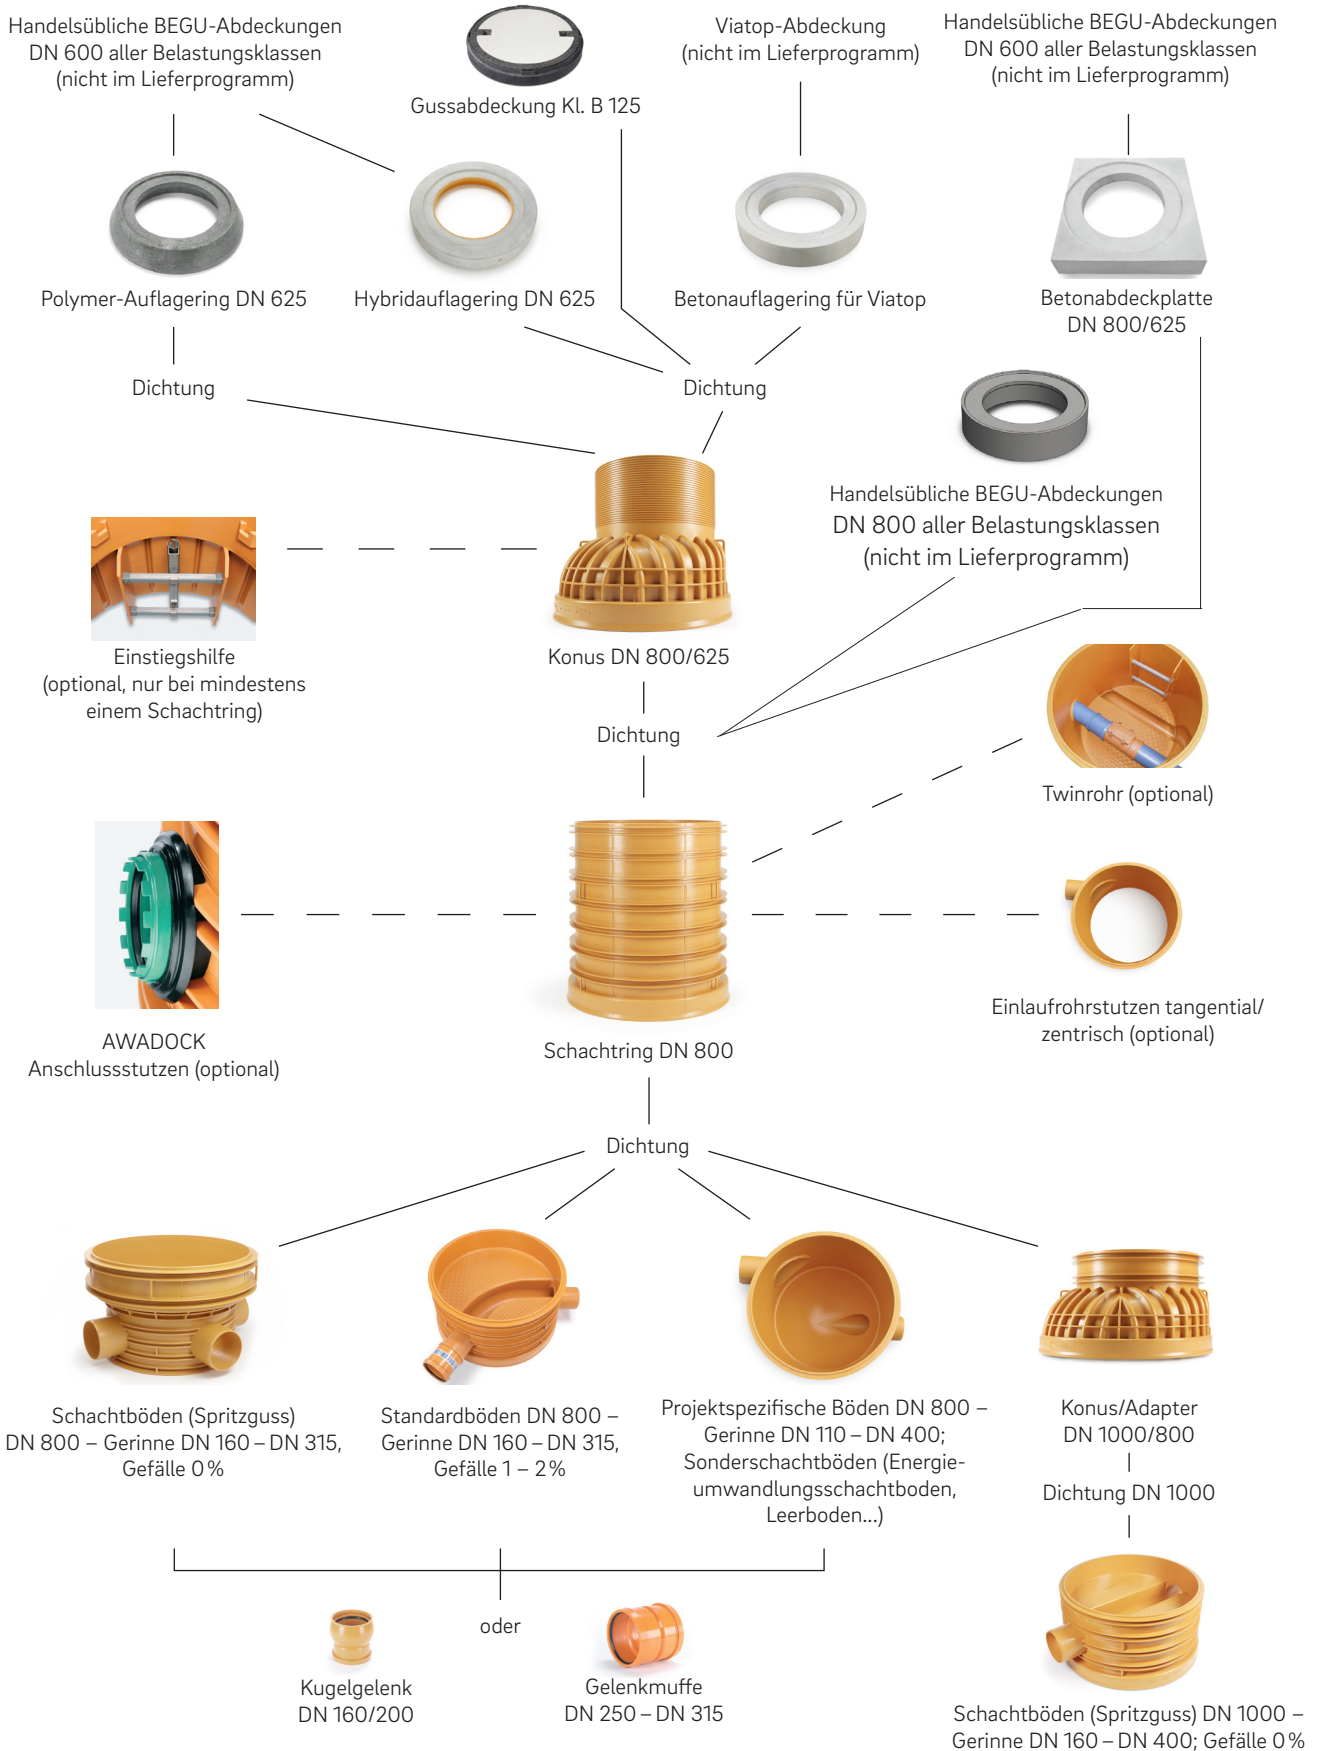 Handelsübliche BEGU-Abdeckungen
DN 600 aller Belastungsklassen
(nicht im Lieferprogramm)
Gussabdeckung Kl. B 125
Viatop-Abdeckung
(nicht im Lieferprogramm)
Handelsübliche BEGU-Abdeckungen
DN 600 aller Belastungsklassen
(nicht im Lieferprogramm)
Polymer-Auflagering DN 625
Hybridauflagering DN 625
Betonauflagering für Viatop
Betonabdeckplatte
DN 800/625
Dichtung
Dichtung
Handelsübliche BEGU-Abdeckungen
DN 800 aller Belastungsklassen
(nicht im Lieferprogramm)
Einstiegshilfe
(optional, nur bei mindestens
einem Schachtring)
Konus DN 800/625
Dichtung
Twinrohr (optional)
AWADOCK
Anschlussstutzen (optional)
Schachtring DN 800
Einlaufrohrstutzen tangential/
zentrisch (optional)
Dichtung
Schachtböden (Spritzguss)
DN 800 – Gerinne DN 160 – DN 315,
Gefälle 0 %
Standardböden DN 800 –
Gerinne DN 160 – DN 315,
Gefälle 1 – 2 %
Projektspezifische Böden DN 800 –
Gerinne DN 110 – DN 400;
Sonderschachtböden (Energie-
umwandlungsschachtboden,
Leerboden...)
Konus/Adapter
DN 1000/800
Dichtung DN 1000
oder
Kugelgelenk
DN 160/200
Gelenkmuffe
DN 250 – DN 315
Schachtböden (Spritzguss) DN 1000 –
Gerinne DN 160 – DN 400; Gefälle 0 %